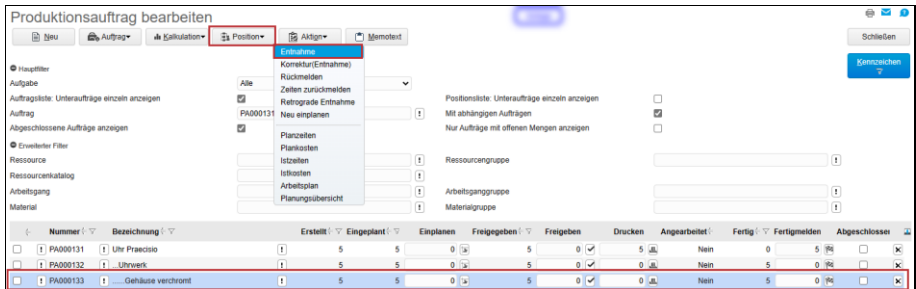 Produktionsauftrag bearbeiten
Neu Auftrag Kalkulation Position Aktion Memotext Schließen
Entnahme
Korrektur(Entnahme)
Rückmelden
Zeiten zurückmelden
Retrograde Entnahme
Neu einplanen
Planzeiten
Plankosten
Istzeiten
Istkosten
Arbeitsplan
Planungsübersicht
Kennzeichen
Hauptfilter
Aufgabe Alle
Auftragsliste: Unteraufträge einzeln anzeigen Positionsliste: Unteraufträge einzeln anzeigen
Auftrag PA000131 Mit abhängigen Aufträgen
Abgeschlossene Aufträge anzeigen Nur Aufträge mit offenen Mengen anzeigen
Erweiterter Filter
Ressource Ressourcengruppe
Ressourcenkatalog
Arbeitsgang Arbeitsganggruppe
Material Materialgruppe
Nummer Bezeichnung Erstellt Eingeplant Einplanen Freigegeben Freigeben Drucken Angearbeitet Fertig Fertigmelden Abgeschlossen
PA000131 Uhr Praecisio 5 5 0 5 0 5 Nein 0 5
PA000132 ...Uhrwerk 5 5 0 5 0 0 Nein 5 0
PA000133 ......Gehäuse verchromt 5 5 0 5 0 0 Nein 5 0